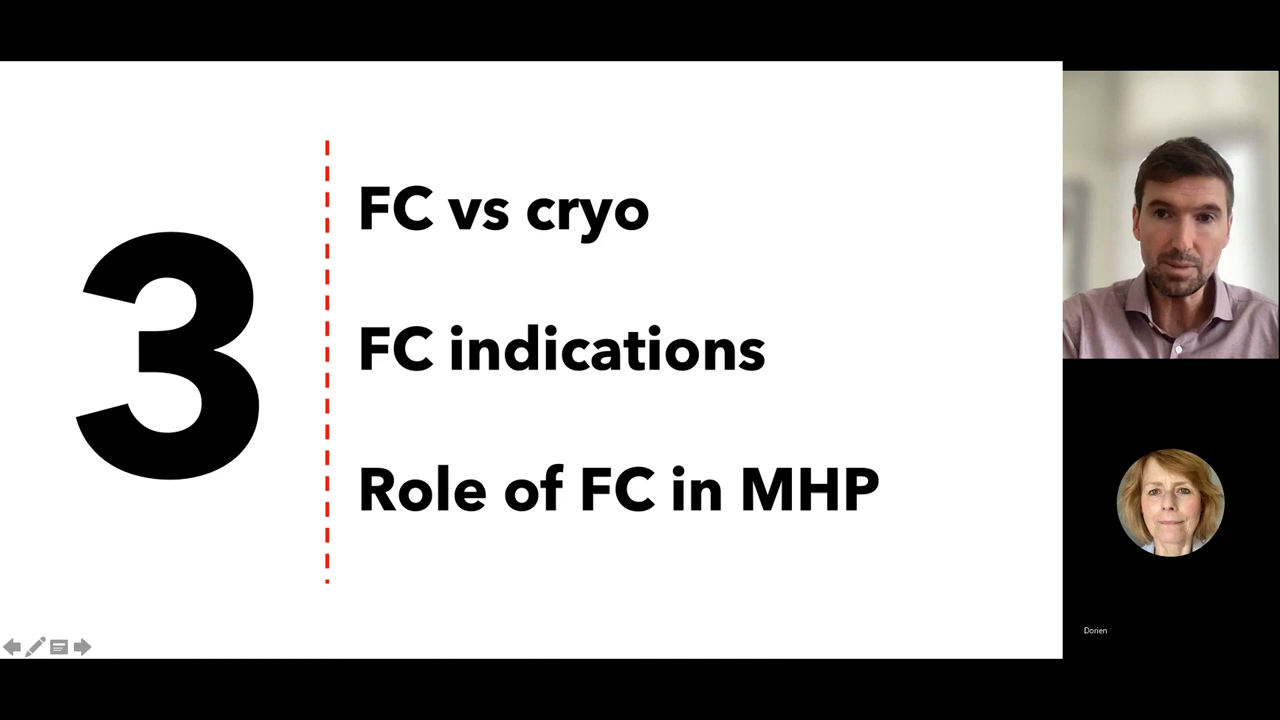 3
FC vs cryo
FC indications
Role of FC in MHP
Dorien